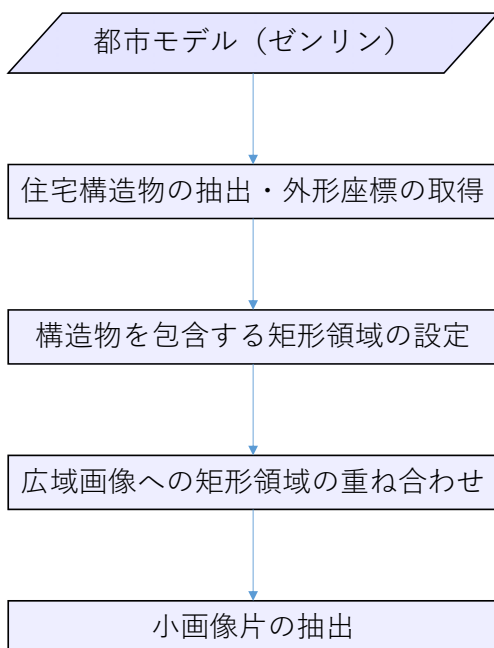 都市モデル（ゼンリン）
住宅構造物の抽出・外形座標の取得
構造物を包含する矩形領域の設定
広域画像への矩形領域の重ね合わせ
小画像片の抽出